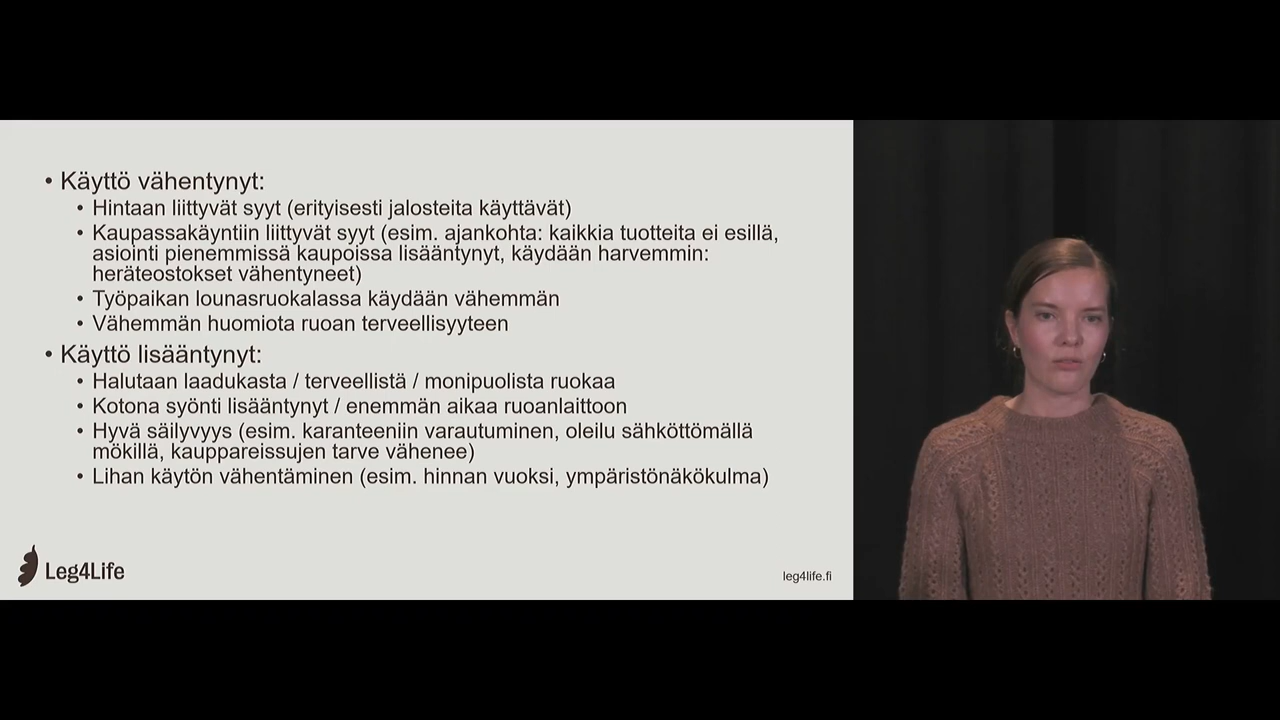 • Käyttö vähentynyt:
• Hintaan liittyvät syyt (erityisesti jalosteita käyttävät)
• Kaupassakäyntiin liittyvät syyt (esim. ajankohta: kaikkia tuotteita ei esillä,
asiointi pienemmissä kaupoissa lisääntynyt, käydään harvemmin:
heräteostokset vähentyneet)
• Työpaikan lounasruokalassa käydään vähemmän
• Vähemmän huomiota ruoan terveellisyyteen
• Käyttö lisääntynyt:
• Halutaan laadukasta / terveellistä / monipuolista ruokaa
• Kotona syönti lisääntynyt / enemmän aikaa ruoanlaittoon
• Hyvä säilyvyys (esim. karanteeniin varautuminen, oleilu sähköttömällä
mökillä, kauppareissujen tarve vähenee)
• Lihan käytön vähentäminen (esim. hinnan vuoksi, ympäristönäkökulma)
Leg4Life
leg4life.fi